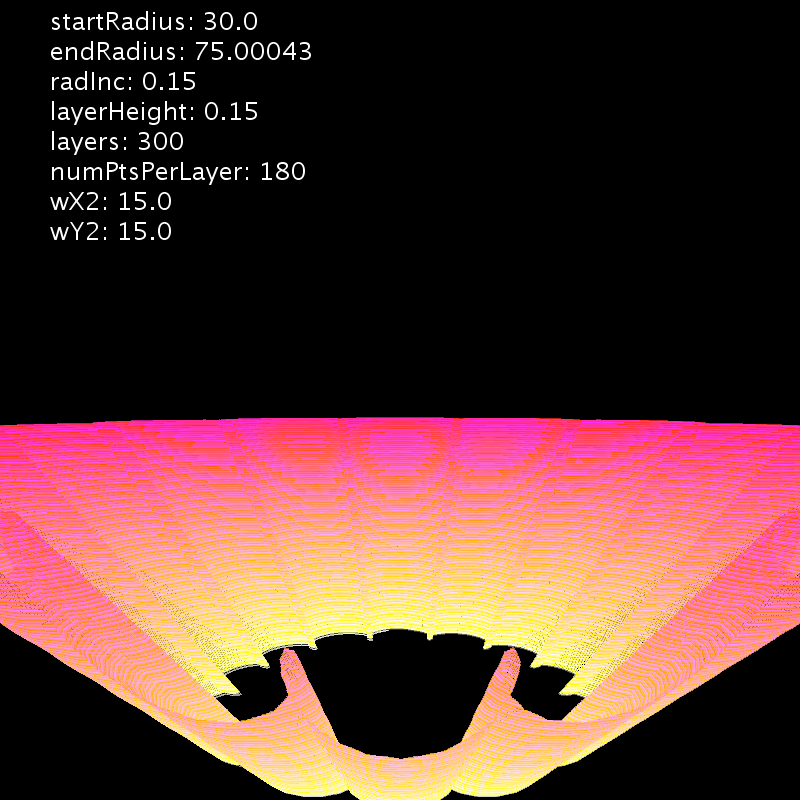 startRadius: 30.0
endRadius: 75.00043
radInc: 0.15
layerHeight: 0.15
layers: 300
numPtsPerLayer: 180
wX2: 15.0
wY2: 15.0